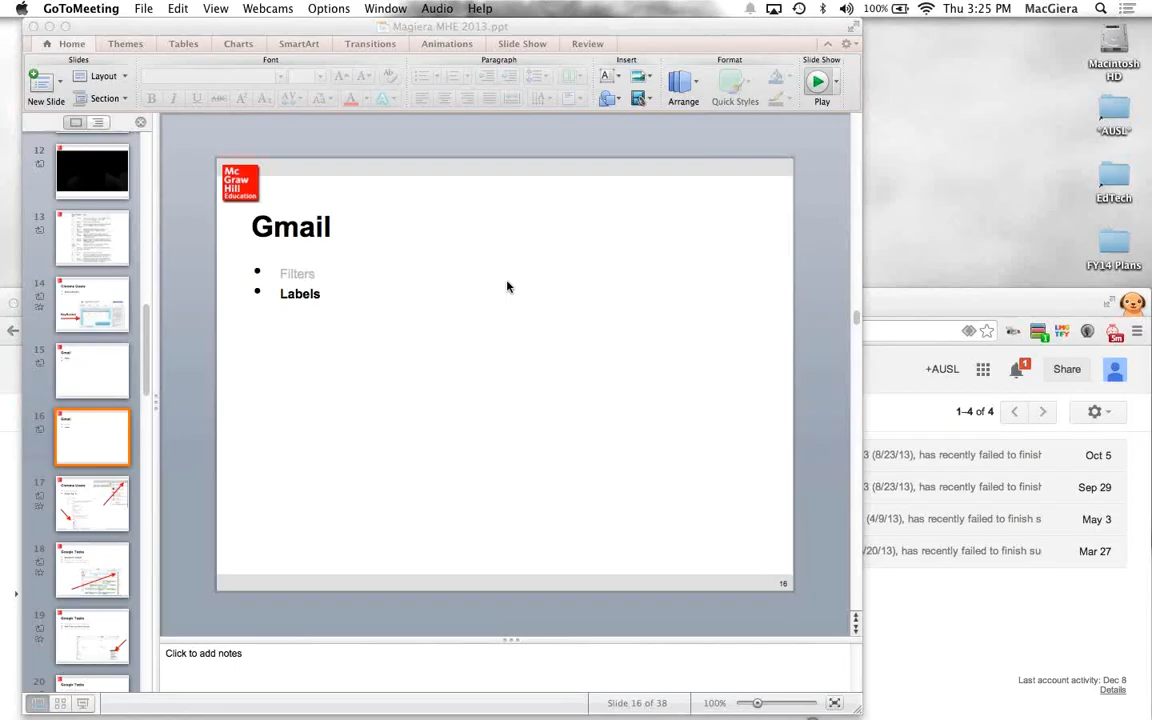 GoToMeeting File Edit View Webcams Options Window Audio Help 100% Thu 3:25 PM MacGiera
Magiera MHE 2013.ppt
Home Themes Tables Charts SmartArt Transitions Animations Slide Show Review
Slides Font Paragraph Insert Format Slide Show
New Slide Layout Section Arrange Quick Styles Play
Macintosh HD
*AUSL*
EdTech
FY14 Plans
12
13
14
15
16
17
18
19
20
Mc
Graw
Hill
Education
Gmail
Filters
Labels
16
Click to add notes
Slide 16 of 38 100%
LMG
TFY
1
5m
+AUSL 1 Share
1–4 of 4
3 (8/23/13), has recently failed to finish Oct 5
3 (8/23/13), has recently failed to finish Sep 29
(4/9/13), has recently failed to finish s May 3
/20/13), has recently failed to finish su Mar 27
Last account activity: Dec 8
Details